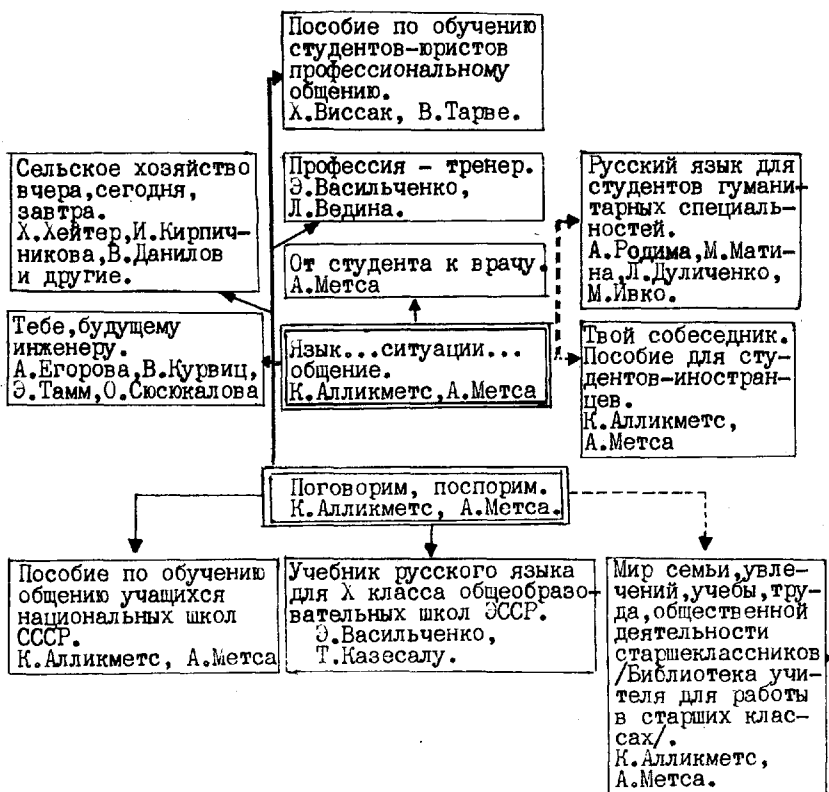 Пособие по обучению
студентов-юристов
профессиональному
общению.
Х.Виссак, В.Тарве.
Сельское хозяйство
вчера,сегодня,
завтра.
Х.Хейтер,И.Кирпич-
никова,В.Данилов
и другие.
Профессия - тренер.
Э.Васильченко,
Л.Ведина.
Русский язык для
студентов гумани-
тарных специаль-
ностей.
А.Родима,М.Мати-
на,Л.Дуличенко,
М.Ивко.
От студента к врачу.
А.Метса
Тебе,будущему
инженеру.
А.Егорова,В.Курвиц,
Э.Тамм,О.Сюсюкалова
Язык...ситуации...
общение.
К.Алликметс,А.Метса
Твой собеседник.
Пособие для сту-
дентов-иностран-
цев.
К.Алликметс,
А.Метса
Поговорим, поспорим.
К.Алликметс, А.Метса.
Пособие по обучению
общению учащихся
национальных школ
СССР.
К.Алликметс, А.Метса
Учебник русского языка
для X класса общеобразо-
вательных школ ЭССР.
Э.Васильченко,
Т.Казесалу.
Мир семьи,увле-
чений,учебы,тру-
да,общественной
деятельности
старшеклассников,
/Библиотека учи-
теля для работы
в старших клас-
сах/.
К.Алликметс,
А.Метса.